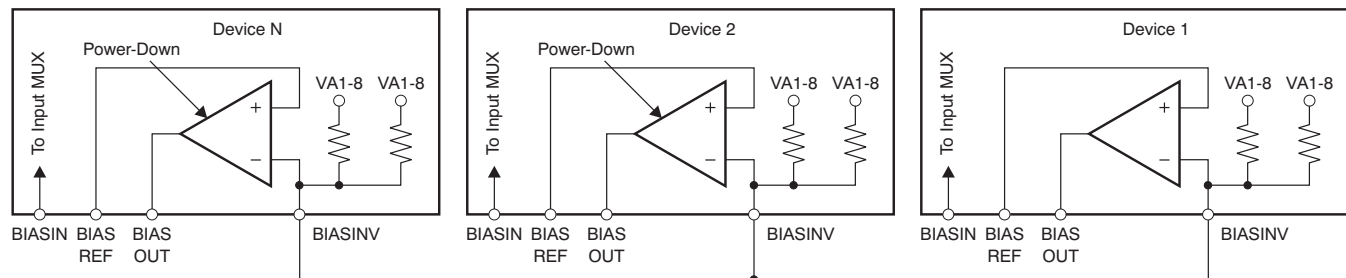 Device N
Power-Down
To Input MUX
VA1-8 VA1-8
+
−
BIASIN BIAS REF BIAS OUT BIASINV
Device 2
Power-Down
To Input MUX
VA1-8 VA1-8
+
−
BIASIN BIAS REF BIAS OUT BIASINV
Device 1
To Input MUX
VA1-8 VA1-8
+
−
BIASIN BIAS REF BIAS OUT BIASINV